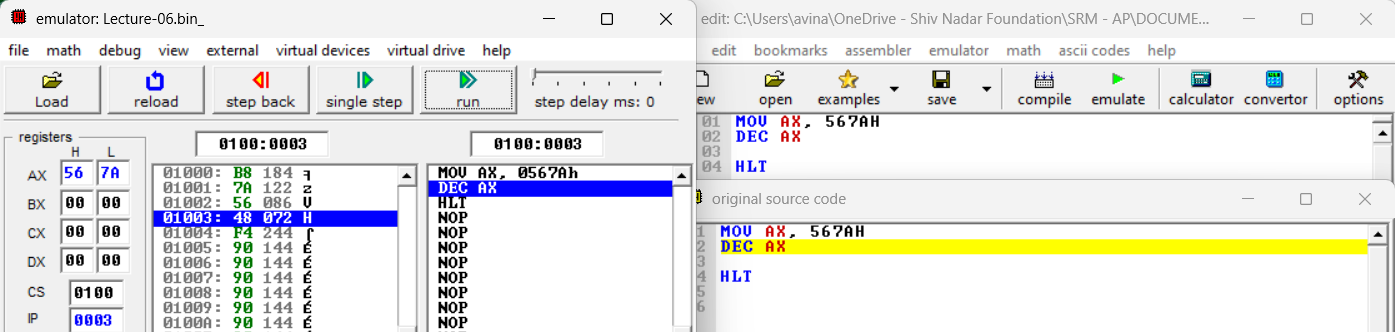 emulator: Lecture-06.bin_
file math debug view external virtual devices virtual drive help
Load reload step back single step run step delay ms: 0
registers
H L
AX 56 7A
BX 00 00
CX 00 00
DX 00 00
CS 0100
IP 0003
0100:0003
01000: B8 184 ╕
01001: 7A 122 z
01002: 56 086 V
01003: 48 072 H
01004: F4 244 ⌠
01005: 90 144 É
01006: 90 144 É
01007: 90 144 É
01008: 90 144 É
01009: 90 144 É
0100A: 90 144 É
0100:0003
MOV AX, 0567Ah
DEC AX
HLT
NOP
NOP
NOP
NOP
NOP
NOP
NOP
NOP
edit: C:\Users\avina\OneDrive - Shiv Nadar Foundation\SRM - AP\DOCUME...
edit bookmarks assembler emulator math ascii codes help
ew open examples save compile emulate calculator convertor options
01 MOV AX, 567AH
02 DEC AX
03
04 HLT
original source code
1 MOV AX, 567AH
2 DEC AX
3
4 HLT
5
6